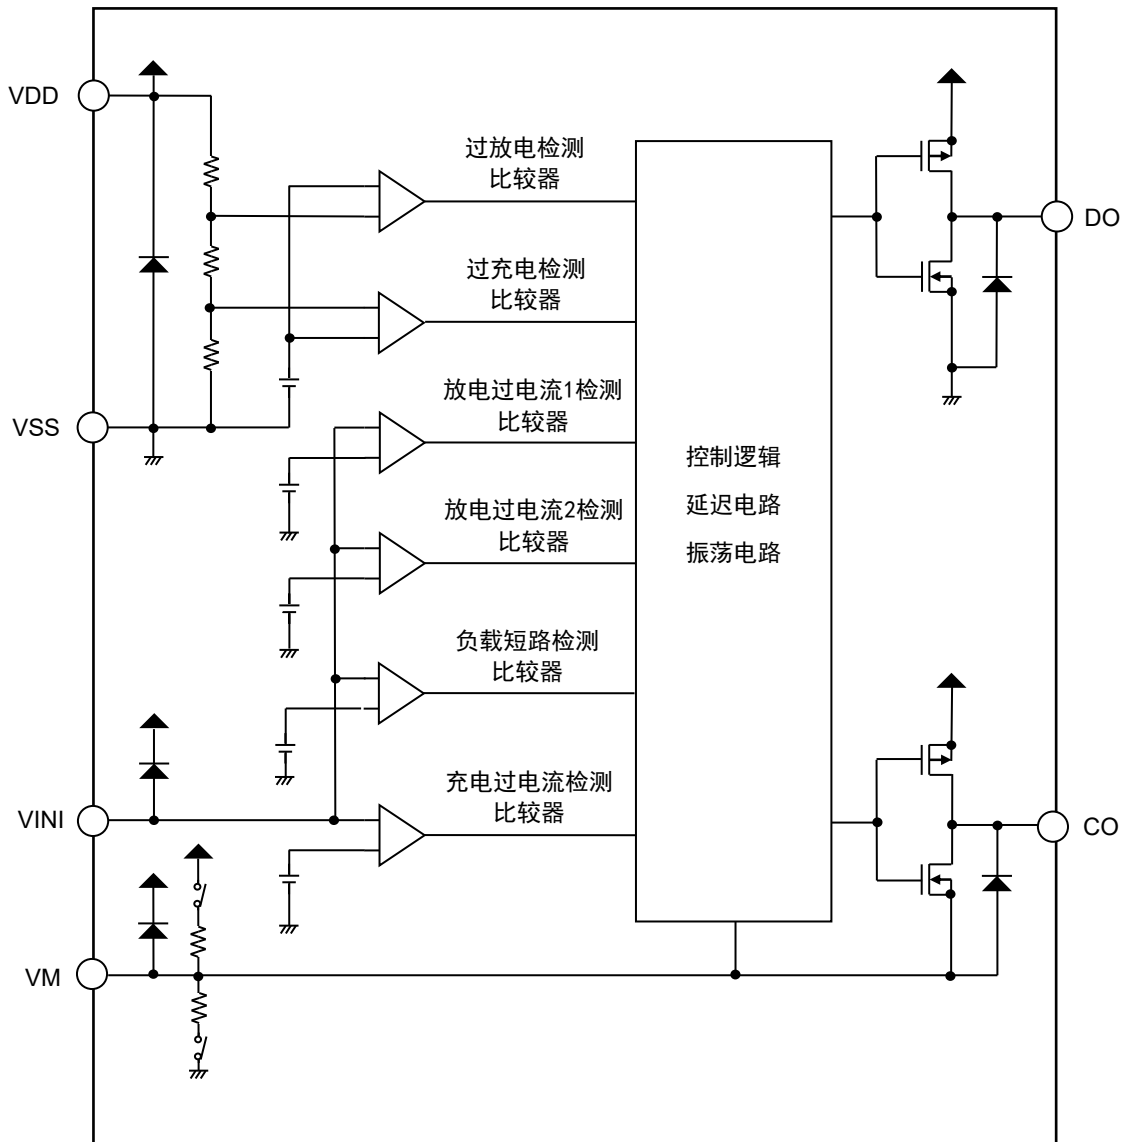 VDD
过放电检测
比较器
DO
过充电检测
比较器
放电过电流1检测
比较器
VSS
控制逻辑
延迟电路
振荡电路
放电过电流2检测
比较器
负载短路检测
比较器
充电过电流检测
比较器
VINI
CO
VM